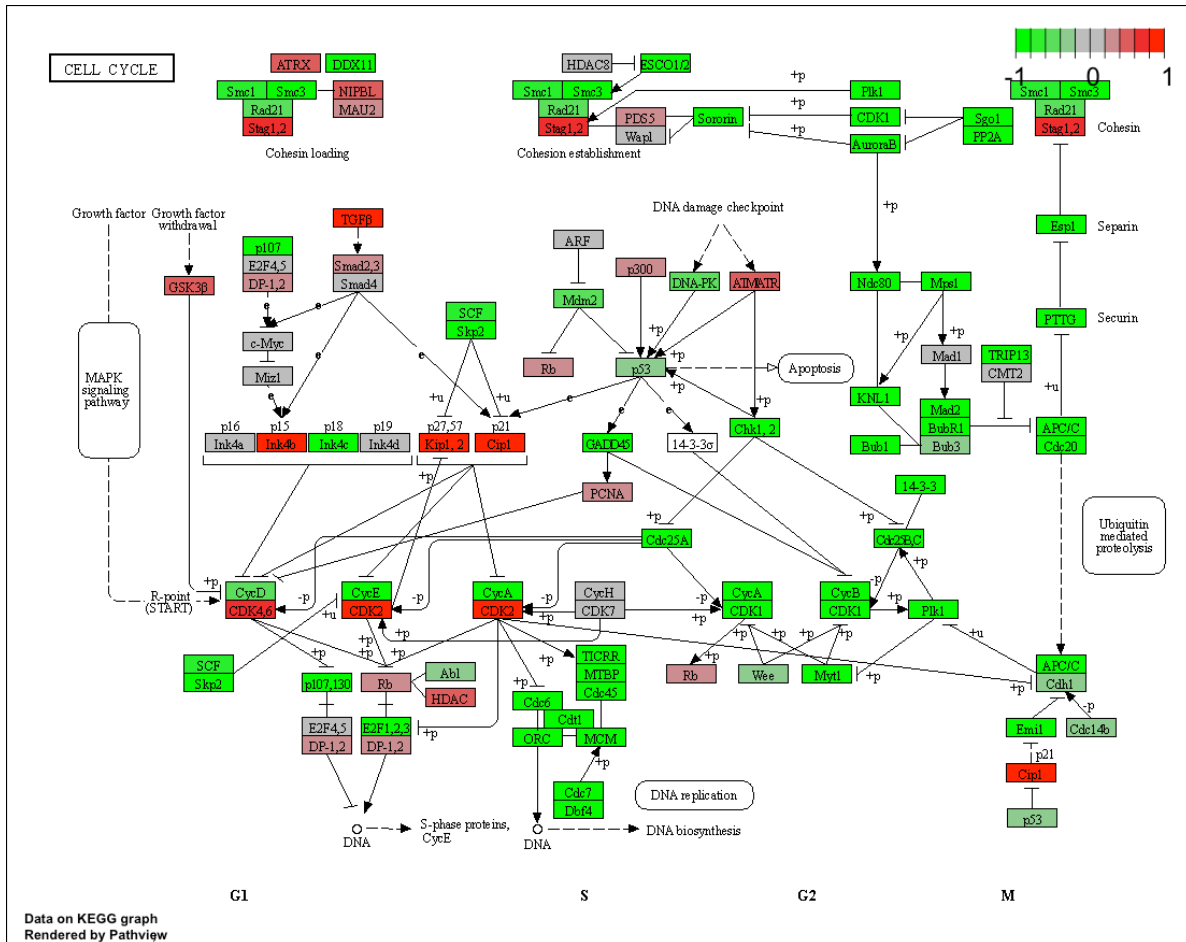 CELL CYCLE
-1 0 1
ATRX
DDX11
Smc1
Smc3
NIPBL
Rad21
MAU2
Stag1,2
Cohesin loading
HDAC8
ESCO1/2
Smc1
Smc3
Rad21
Stag1,2
PDS5
Wapl
Sororin
Cohesion establishment
+p
Plk1
+p
CDK1
+p
AuroraB
Sgo1
PP2A
Smc1
Smc3
Rad21
Stag1,2
Cohesin
+p
Esp1
Separin
PTTG
Securin
Growth factor
Growth factor
withdrawal
GSK3β
MAPK
signaling
pathway
R-point
(START)
TGFβ
p107
E2F4,5
DP-1,2
Smad2,3
Smad4
e
e
c-Myc
Miz1
e
e
e
SCF
Skp2
+u
+u
p16
Ink4a
p15
Ink4b
p18
Ink4c
p19
Ink4d
p27,57
Kip1, 2
p21
Cip1
DNA damage checkpoint
ARF
p300
DNA-PK
ATM/ATR
Mdm2
+p
+p
+p
Rb
p53
Apoptosis
+p
+p
e
e
e
GADD45
14-3-3σ
Chk1, 2
PCNA
Ndc80
Mps1
+p
+p
Mad1
TRIP13
CMT2
KNL1
Mad2
BubR1
Bub3
Bub1
+u
APC/C
Cdc20
14-3-3
Ubiquitin
mediated
proteolysis
+p
+p
Cdc25A
+p
Cdc25B,C
+p
CycD
CDK4,6
-p
CycE
CDK2
-p
CycA
CDK2
-p
+p
CycH
CDK7
-p
CycA
CDK1
CycB
CDK1
-p
+p
Plk1
+u
+p
+u
+p
+p
+p
+p
+p
+p
+p
+p
SCF
Skp2
p107,130
Rb
Abl
HDAC
E2F4,5
DP-1,2
E2F1,2,3
DP-1,2
+p
TICRR
MTBP
Cdc45
Cdc6
Cdt1
ORC
MCM
+p
Cdc7
Dbf4
Rb
Wee
Myt1
APC/C
Cdh1
+p
-p
Emi1
Cdc14b
p21
Cip1
p53
DNA replication
DNA
S-phase proteins,
CycE
DNA
DNA biosynthesis
G1
S
G2
M
Data on KEGG graph
Rendered by Pathview